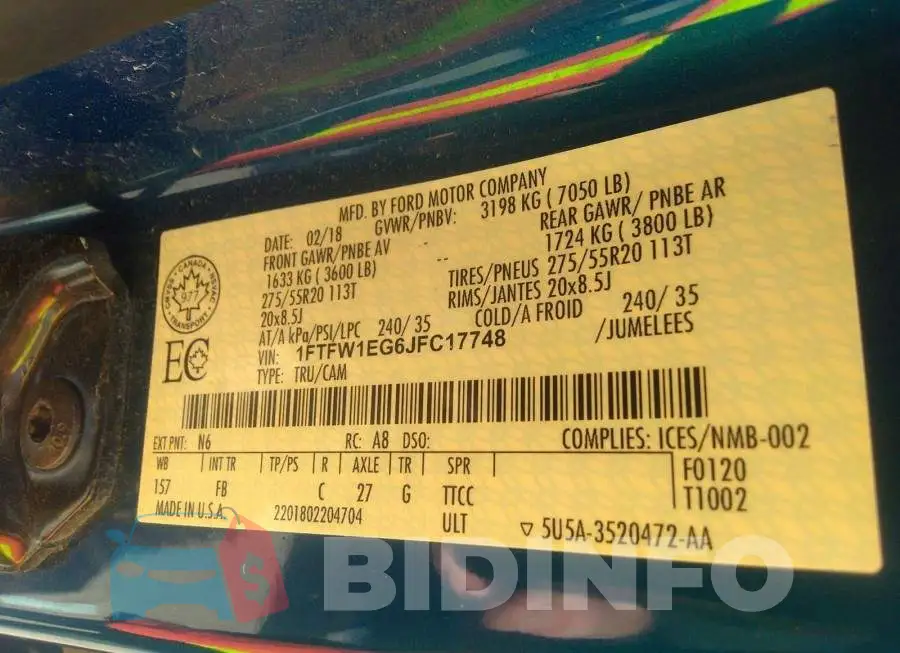 MFD. BY FORD MOTOR COMPANY
DATE: 02/18 GVWR/PNBV: 3198 KG ( 7050 LB)
FRONT GAWR/PNBE AV REAR GAWR/ PNBE AR
1633 KG ( 3600 LB) -- 1724 KG ( 3800 LB)
275/55R20 113T TIRES/PNEUS 275/55R20 113T
20x8.5J RIMS/JANTES 20x8.5J
AT/A kPa/PSI/LPC 240/ 35 COLD/A FROID 240/ 35
VIN: 1FTFW1EG6JFC17748 /JUMELEES
TYPE: TRU/CAM
CANADA
977
TRANSPORT
EC
EXT PNT: N6 RC: A8 DSO: COMPLIES: ICES/NMB-002
WB INT TR TP/PS R AXLE TR SPR F0120
157 FB C 27 G TTCC T1002
MADE IN U.S.A. 2201802204704 ULT ▽ 5U5A-3520472-AA
BIDINFO